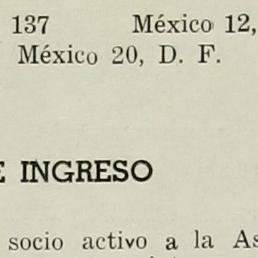 137 México 12,
México 20, D. F.
INGRESO
socio activo a la As